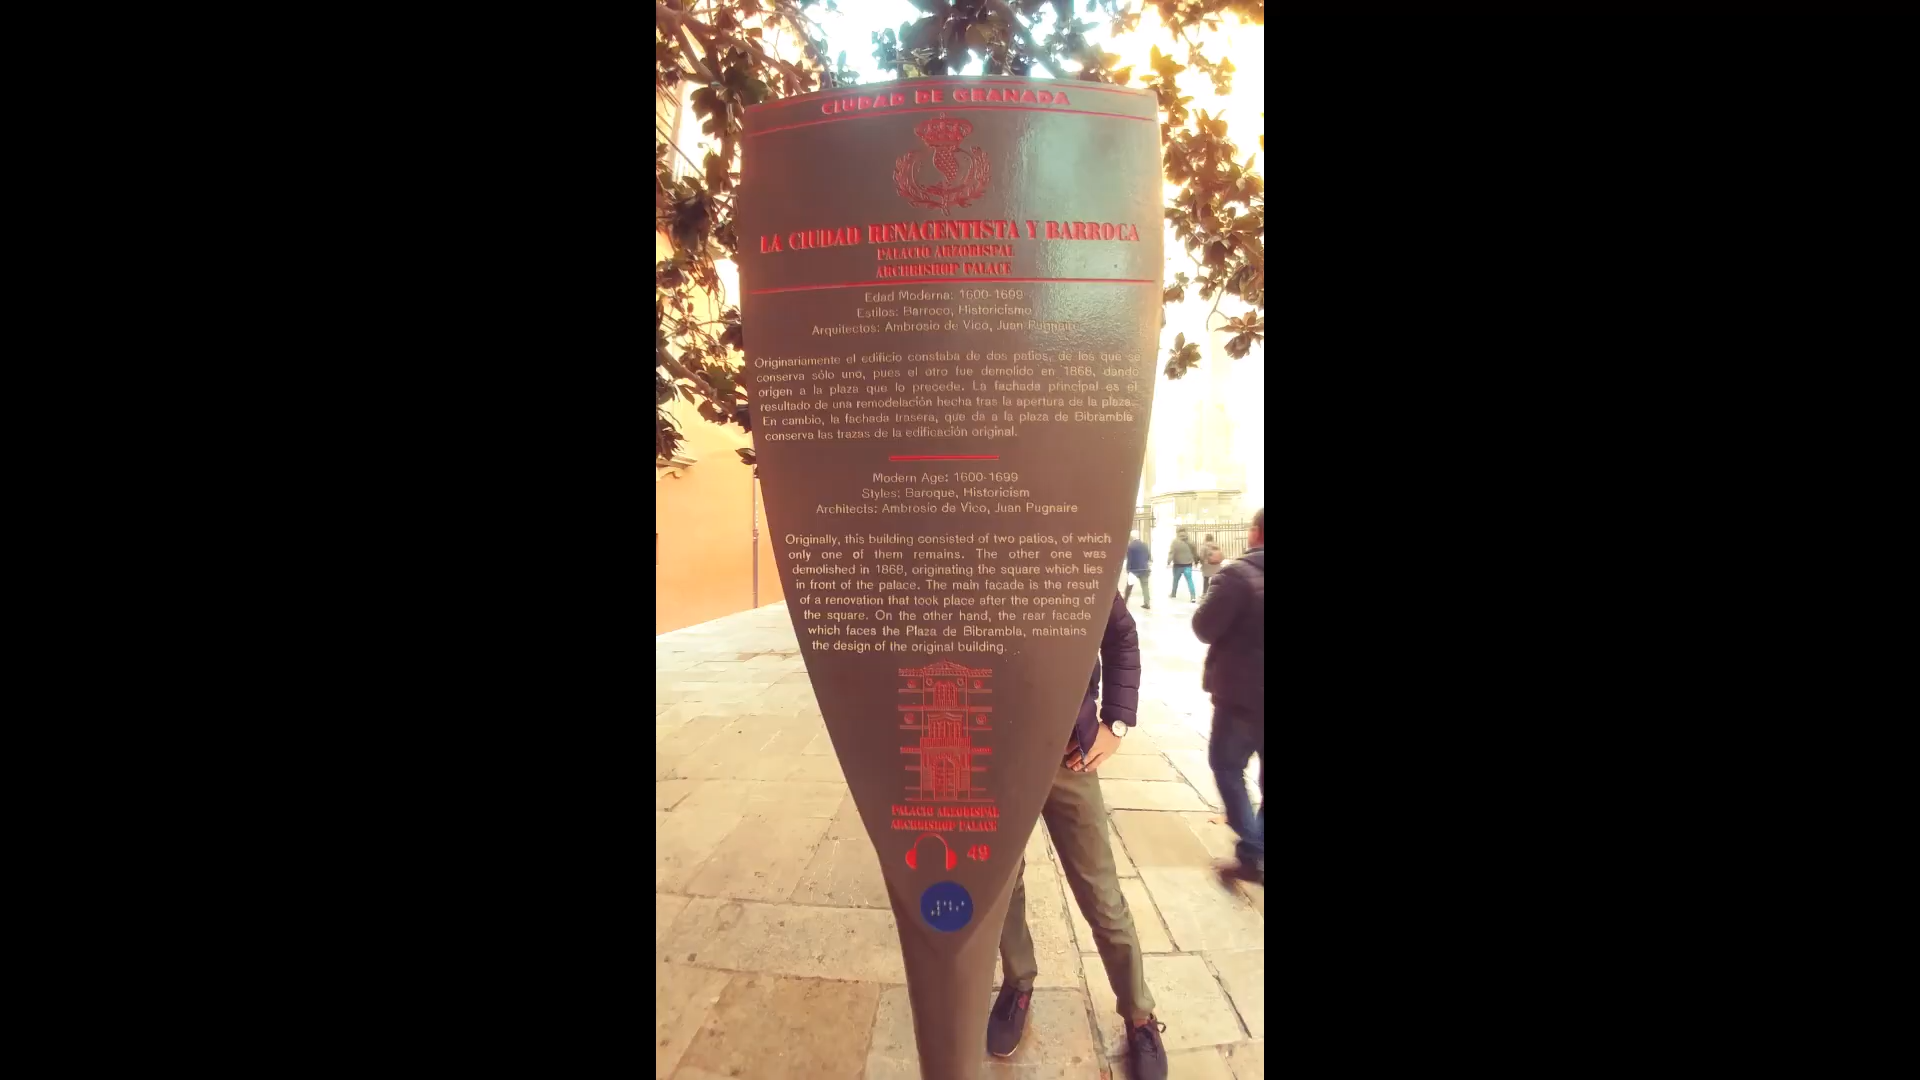 CIUDAD DE GRANADA
LA CIUDAD RENACENTISTA Y BARROCA
PALACIO ARZOBISPAL
ARCHBISHOP PALACE
Edad Moderna: 1600-1699
Estilos: Barroco, Historicismo
Arquitectos: Ambrosio de Vico, Juan Pugnaire
Originariamente el edificio constaba de dos patios, de los que se
conserva sólo uno, pues el otro fue demolido en 1868, dando
origen a la plaza que lo precede. La fachada principal es el
resultado de una remodelación hecha tras la apertura de la plaza.
En cambio, la fachada trasera, que da a la plaza de Bibrambla
conserva las trazas de la edificación original.
Modern Age: 1600-1699
Styles: Baroque, Historicism
Architects: Ambrosio de Vico, Juan Pugnaire
Originally, this building consisted of two patios, of which
only one of them remains. The other one was
demolished in 1868, originating the square which lies
in front of the palace. The main facade is the result
of a renovation that took place after the opening of
the square. On the other hand, the rear facade
which faces the Plaza de Bibrambla, maintains
the design of the original building.
PALACIO ARZOBISPAL
ARCHBISHOP PALACE
49